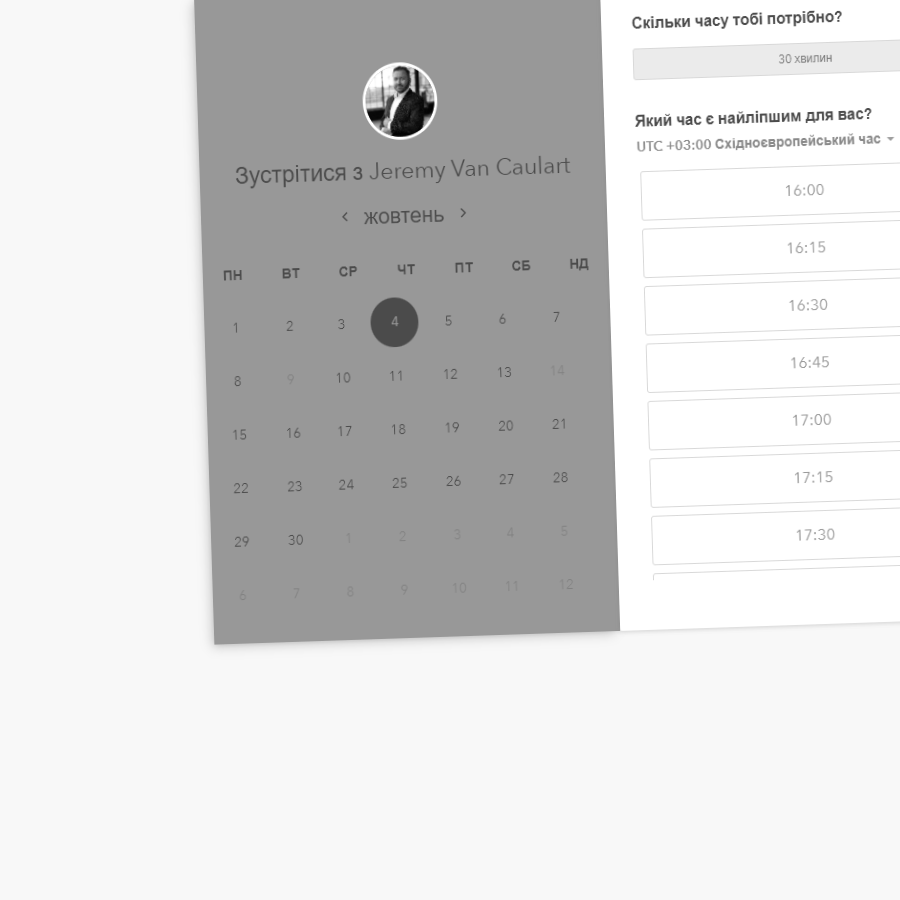 Зустрітися з Jeremy Van Caulart
жовтень
ПН ВТ СР ЧТ ПТ СБ НД
1 2 3 4 5 6 7
8 9 10 11 12 13 14
15 16 17 18 19 20 21
22 23 24 25 26 27 28
29 30 1 2 3 4 5
6 7 8 9 10 11 12
Скільки часу тобі потрібно?
30 хвилин
Який час є найліпшим для вас?
UTC +03:00 Східноєвропейський час
16:00
16:15
16:30
16:45
17:00
17:15
17:30